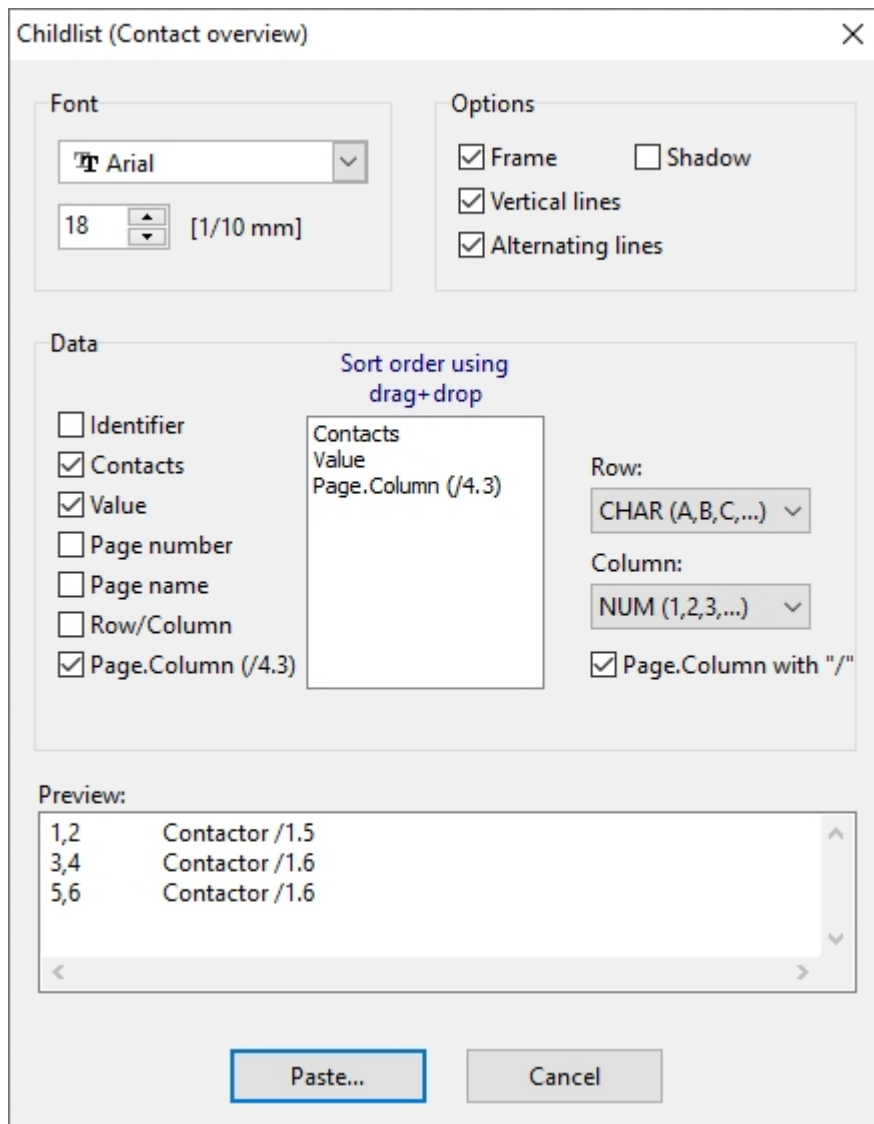 Childlist (Contact overview)
Font
Arial
18 [1/10 mm]
Options
Frame Shadow
Vertical lines
Alternating lines
Data
Sort order using
drag+drop
Identifier
Contacts
Value
Page number
Page name
Row/Column
Page.Column (/4.3)
Contacts
Value
Page.Column (/4.3)
Row:
CHAR (A,B,C,...)
Column:
NUM (1,2,3,...)
Page.Column with "/"
Preview:
1,2 Contactor /1.5
3,4 Contactor /1.6
5,6 Contactor /1.6
Paste... Cancel